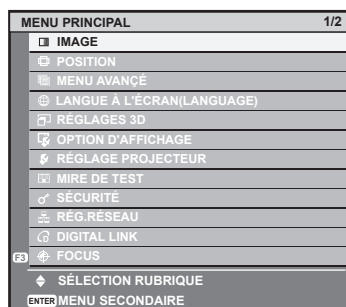 MENU PRINCIPAL 1/2
IMAGE
POSITION
MENU AVANÇÉ
LANGUE À L'ÉCRAN(LANGUAGE)
RÉGLAGES 3D
OPTION D'AFFICHAGE
RÉGLAGE PROJECTEUR
MIRE DE TEST
SÉCURITÉ
RÉG.RÉSEAU
DIGITAL LINK
F3 FOCUS
SÉLECTION RUBRIQUE
ENTER MENU SECONDAIRE